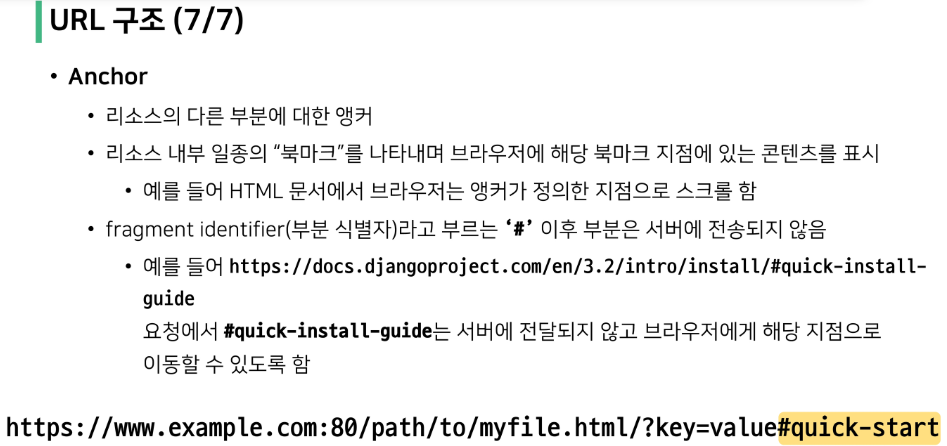 URL 구조 (7/7)
• Anchor
• 리소스의 다른 부분에 대한 앵커
• 리소스 내부 일종의 “북마크”를 나타내며 브라우저에 해당 북마크 지점에 있는 콘텐츠를 표시
• 예를 들어 HTML 문서에서 브라우저는 앵커가 정의한 지점으로 스크롤 함
• fragment identifier(부분 식별자)라고 부르는 ‘#’ 이후 부분은 서버에 전송되지 않음
• 예를 들어 https://docs.djangoproject.com/en/3.2/intro/install/#quick-install-
guide
요청에서 #quick-install-guide는 서버에 전달되지 않고 브라우저에게 해당 지점으로
이동할 수 있도록 함
https://www.example.com:80/path/to/myfile.html/?key=value#quick-start